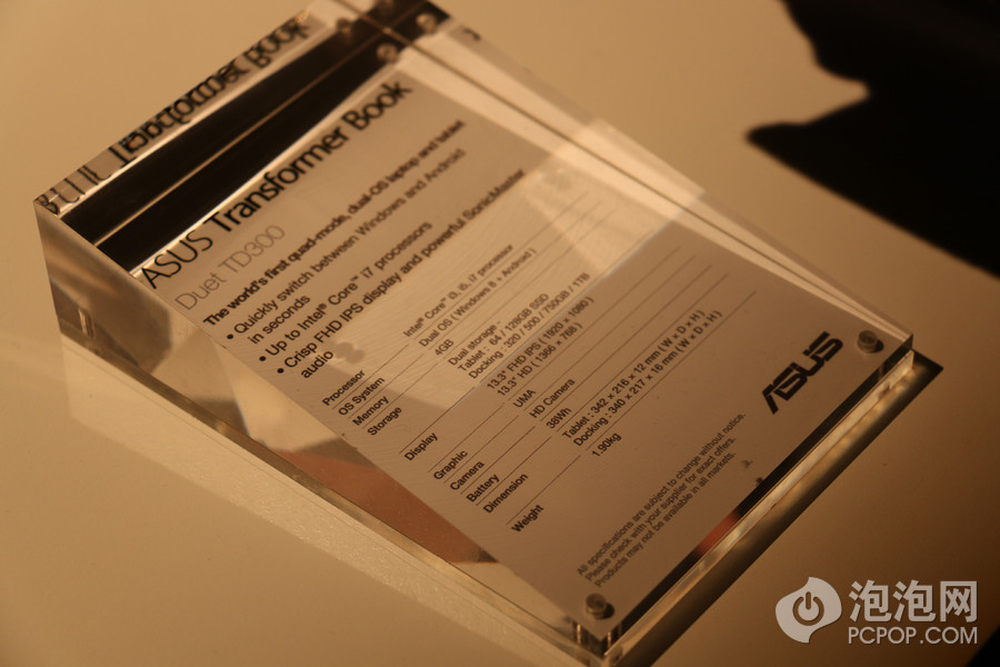 ASUS Transformer Book
Duet TD300
The world's first quad-mode, dual-OS laptop and tablet
• Quickly switch between Windows and Android
in seconds
• Up to Intel® Core™ i7 processors
• Crisp FHD IPS display and powerful SonicMaster
audio
Processor Intel® Core™ i3, i5, i7 processor
OS System Dual OS ( Windows 8 + Android )
Memory 4GB
Storage Dual storage -
Tablet : 64 / 128GB SSD
Docking : 320 / 500 / 750GB / 1TB
Display 13.3" FHD IPS ( 1920 x 1080 )
13.3" HD ( 1366 x 768 )
Graphic UMA
Camera HD Camera
Battery 38Wh
Dimension Tablet : 342 x 216 x 12 mm ( W x D x H )
Docking : 340 x 217 x 16 mm ( W x D x H )
Weight 1.90kg
All specifications are subject to change without notice.
Please check with your supplier for exact offers.
Products may not be available in all markets.
ASUS
泡泡网
PCPOP.COM